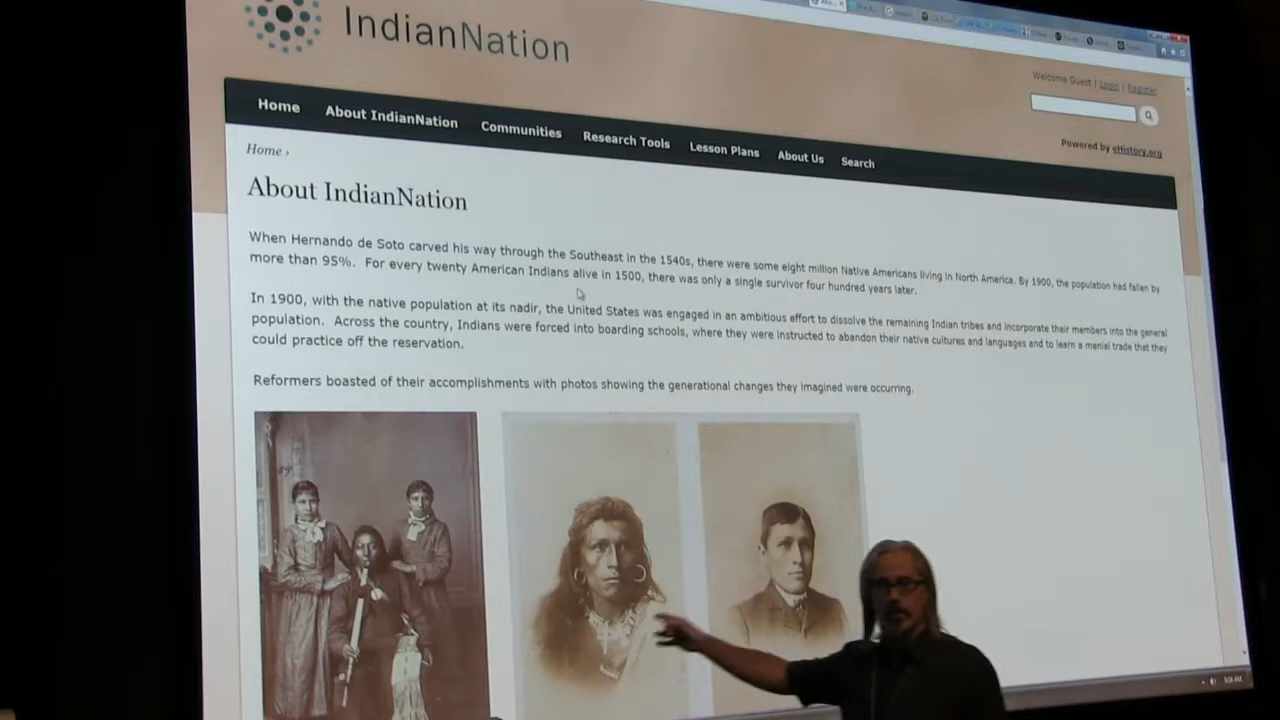 IndianNation
Welcome Guest | Login | Register
Home About IndianNation Communities Research Tools Lesson Plans About Us Search
Powered by eHistory.org
Home ›
About IndianNation
When Hernando de Soto carved his way through the Southeast in the 1540s, there were some eight million Native Americans living in North America. By 1900, the population had fallen by
more than 95%. For every twenty American Indians alive in 1500, there was only a single survivor four hundred years later.
In 1900, with the native population at its nadir, the United States was engaged in an ambitious effort to dissolve the remaining Indian tribes and incorporate their members into the general
population. Across the country, Indians were forced into boarding schools, where they were instructed to abandon their native cultures and languages and to learn a menial trade that they
could practice off the reservation.
Reformers boasted of their accomplishments with photos showing the generational changes they imagined were occurring.